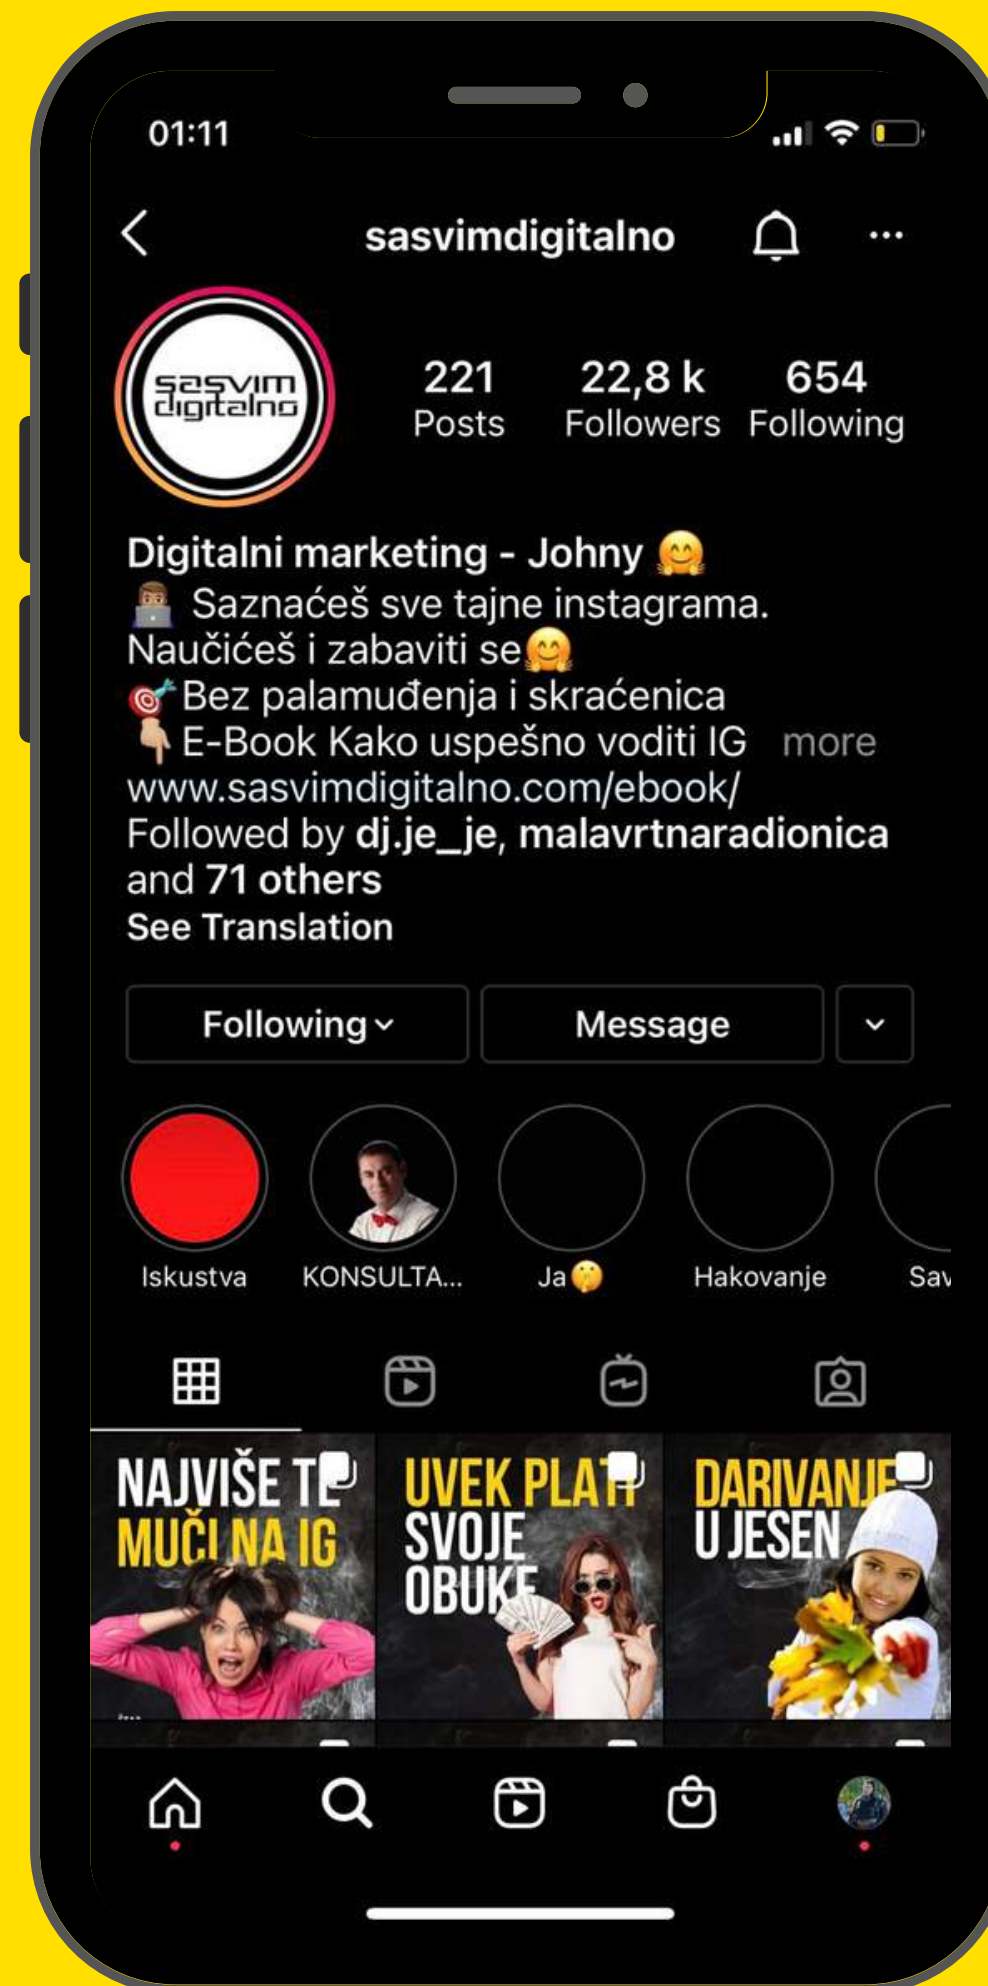 01:11
sasvimdigitalno
sasvim
digitalno
221 22,8 k 654
Posts Followers Following
Digitalni marketing - Johny 🤗
👨🏽‍💻 Saznaćeš sve tajne instagrama.
Naučićeš i zabaviti se🤗
🎯Bez palamuđenja i skraćenica
👇🏼E-Book Kako uspešno voditi IG more
www.sasvimdigitalno.com/ebook/
Followed by dj.je_je, malavrtnaradionica
and 71 others
See Translation
Following Message
Iskustva KONSULTA... Ja🤫 Hakovanje Sav
NAJVIŠE TE
MUČI NA IG
UVEK PLATI
SVOJE
OBUKE
DARIVANJE
U JESEN